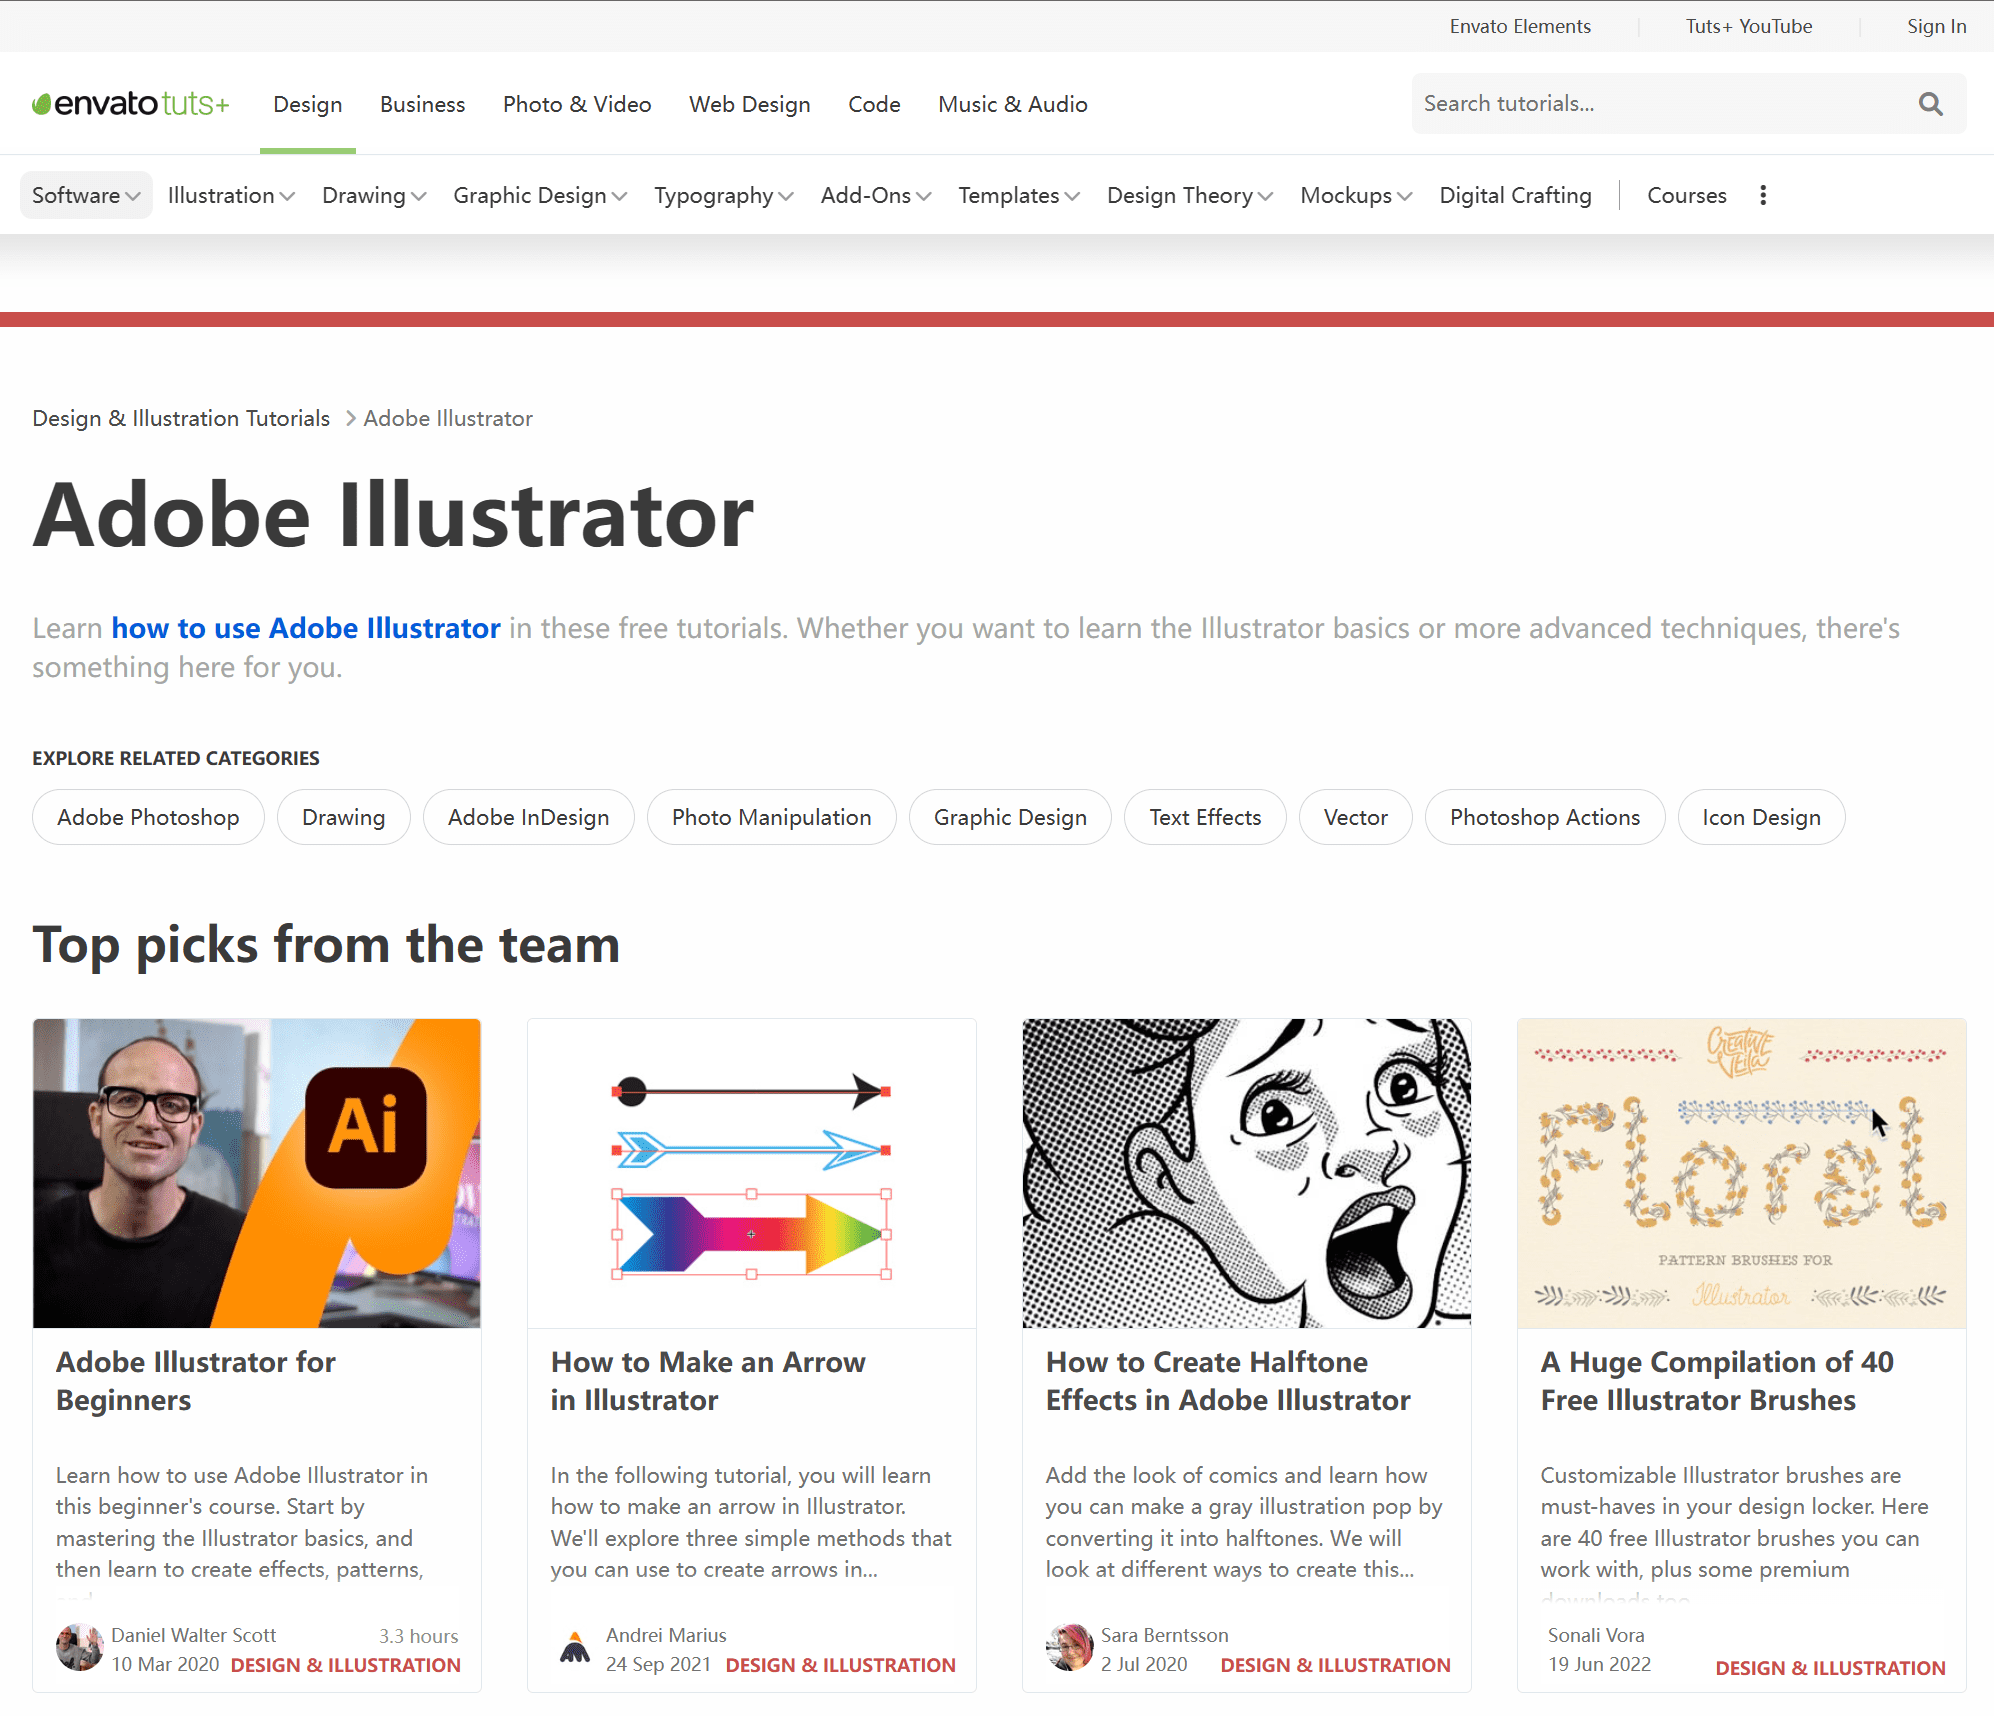 Envato Elements
Tuts+ YouTube
Sign In
envato tuts+
Design
Business
Photo & Video
Web Design
Code
Music & Audio
Search tutorials...
Software
Illustration
Drawing
Graphic Design
Typography
Add-Ons
Templates
Design Theory
Mockups
Digital Crafting
Courses
Design & Illustration Tutorials
Adobe Illustrator
Adobe Illustrator
Learn how to use Adobe Illustrator in these free tutorials. Whether you want to learn the Illustrator basics or more advanced techniques, there's
something here for you.
EXPLORE RELATED CATEGORIES
Adobe Photoshop
Drawing
Adobe InDesign
Photo Manipulation
Graphic Design
Text Effects
Vector
Photoshop Actions
Icon Design
Top picks from the team
Ai
Adobe Illustrator for
Beginners
Learn how to use Adobe Illustrator in
this beginner's course. Start by
mastering the Illustrator basics, and
then learn to create effects, patterns,
Daniel Walter Scott
3.3 hours
10 Mar 2020
DESIGN & ILLUSTRATION
How to Make an Arrow
in Illustrator
In the following tutorial, you will learn
how to make an arrow in Illustrator.
We'll explore three simple methods that
you can use to create arrows in...
Andrei Marius
24 Sep 2021
DESIGN & ILLUSTRATION
How to Create Halftone
Effects in Adobe Illustrator
Add the look of comics and learn how
you can make a gray illustration pop by
converting it into halftones. We will
look at different ways to create this...
Sara Berntsson
2 Jul 2020
DESIGN & ILLUSTRATION
Creative
Veila
FLoraL
PATTERN BRUSHES FOR
Illustrator
A Huge Compilation of 40
Free Illustrator Brushes
Customizable Illustrator brushes are
must-haves in your design locker. Here
are 40 free Illustrator brushes you can
work with, plus some premium
downloads too
Sonali Vora
19 Jun 2022
DESIGN & ILLUSTRATION